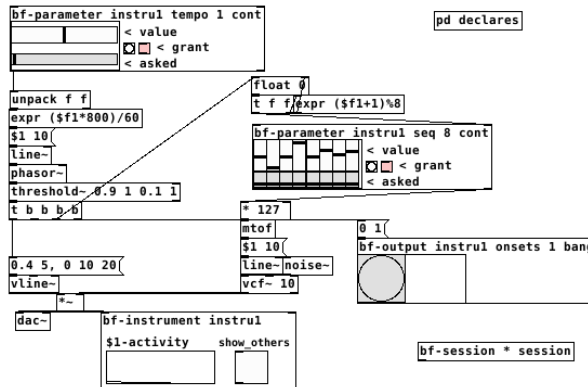 bf-parameter instru1 tempo 1 cont
< value
< grant
< asked
pd declares
unpack f f
expr ($f1*800)/60
$1 10
line~
phasor~
threshold~ 0.9 1 0.1 1
t b b b b
float 0
t f f
expr ($f1+1)%8
bf-parameter instru1 seq 8 cont
< value
< grant
< asked
* 127
mtof
$1 10
line~
noise~
vcf~ 10
0 1
bf-output instru1 onsets 1 bang
0.4 5, 0 10 20
vline~
*~
dac~
bf-instrument instru1
$1-activity
show_others
bf-session * session